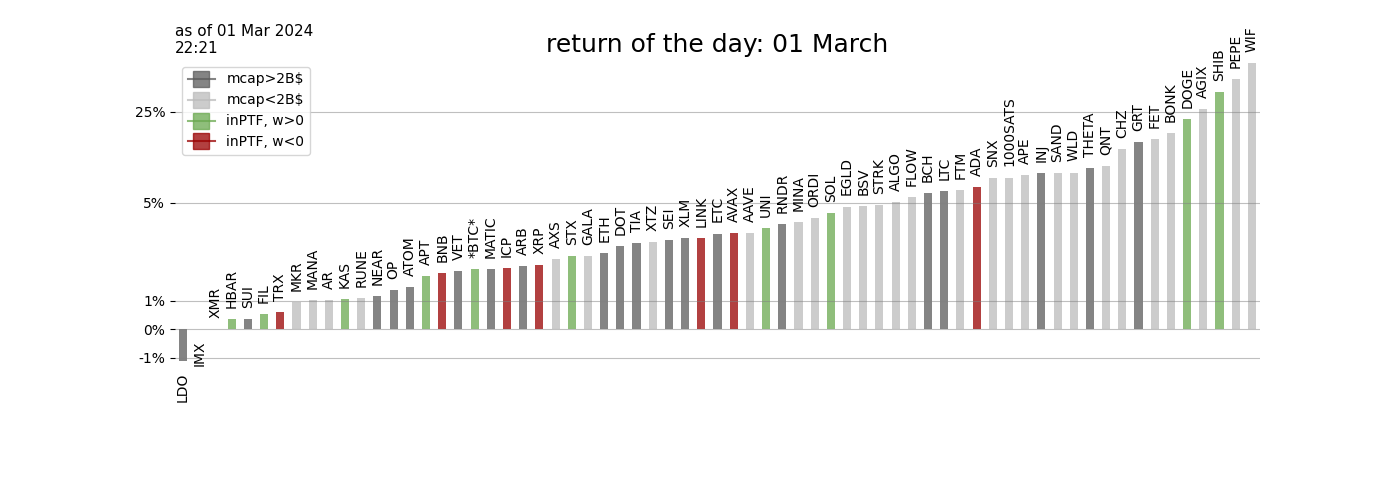 as of 01 Mar 2024
22:21
return of the day: 01 March
mcap>2B$
mcap<2B$
inPTF, w>0
inPTF, w<0
25%
5%
1%
0%
-1%
LDO
IMX
XMR
HBAR
SUI
FIL
TRX
MKR
MANA
AR
KAS
RUNE
NEAR
OP
ATOM
APT
BNB
VET
*BTC*
MATIC
ICP
ARB
XRP
AXS
STX
GALA
ETH
DOT
TIA
XTZ
SEI
XLM
LINK
ETC
AVAX
AAVE
UNI
RNDR
MINA
ORDI
SOL
EGLD
BSV
STRK
ALGO
FLOW
BCH
LTC
FTM
ADA
SNX
1000SATS
APE
INJ
SAND
WLD
THETA
QNT
CHZ
GRT
FET
BONK
DOGE
AGIX
SHIB
PEPE
WIF